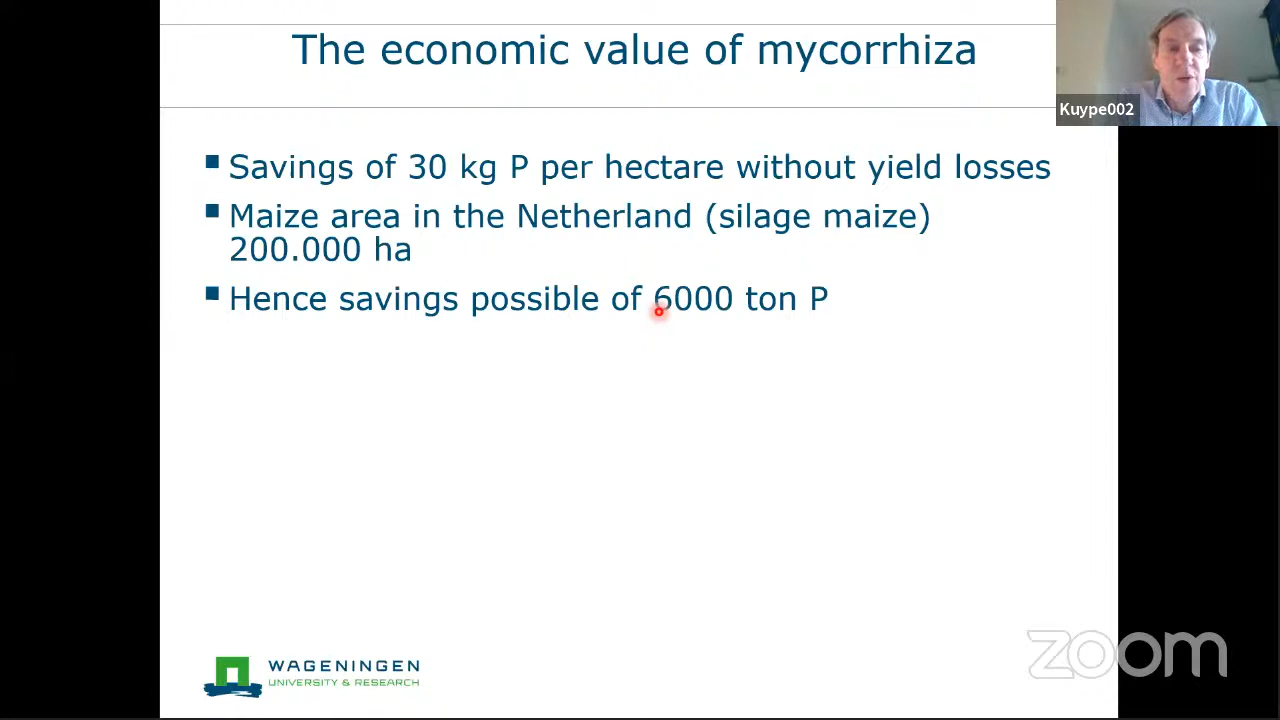 The economic value of mycorrhiza
Kuype002
Savings of 30 kg P per hectare without yield losses
Maize area in the Netherland (silage maize)
200.000 ha
Hence savings possible of 6000 ton P
WAGENINGEN
UNIVERSITY & RESEARCH
zoom